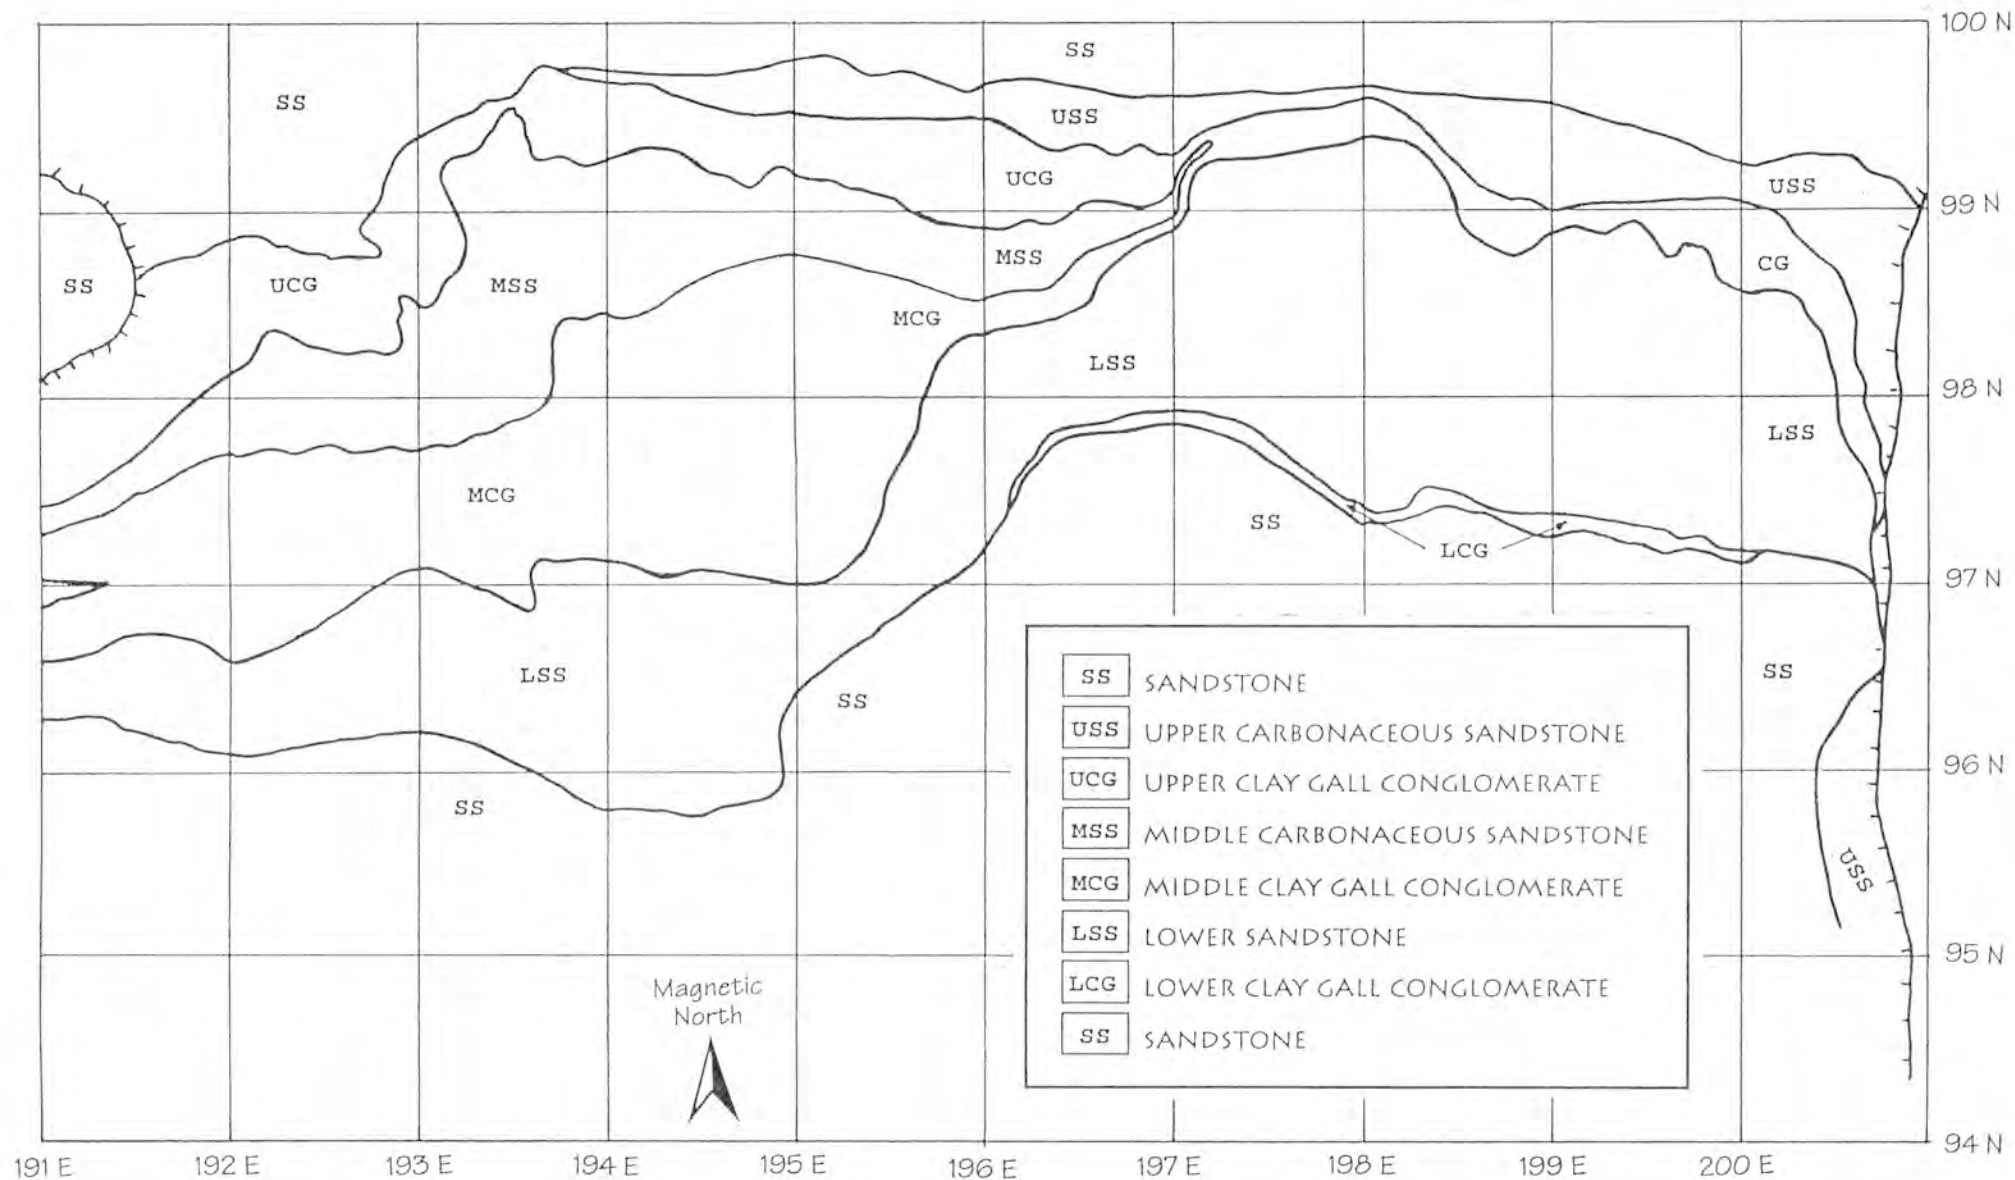 100 N
SS
SS
USS
UCG
USS
99 N
MSS
CG
SS
UCG
MSS
MCG
LSS
98 N
LSS
MCG
SS
LCG
97 N
LSS
SS
SS
SS
96 N
USS
95 N
SS SANDSTONE
USS UPPER CARBONACEOUS SANDSTONE
UCG UPPER CLAY GALL CONGLOMERATE
MSS MIDDLE CARBONACEOUS SANDSTONE
MCG MIDDLE CLAY GALL CONGLOMERATE
LSS LOWER SANDSTONE
LCG LOWER CLAY GALL CONGLOMERATE
SS SANDSTONE
Magnetic
North
94 N
191 E 192 E 193 E 194 E 195 E 196 E 197 E 198 E 199 E 200 E